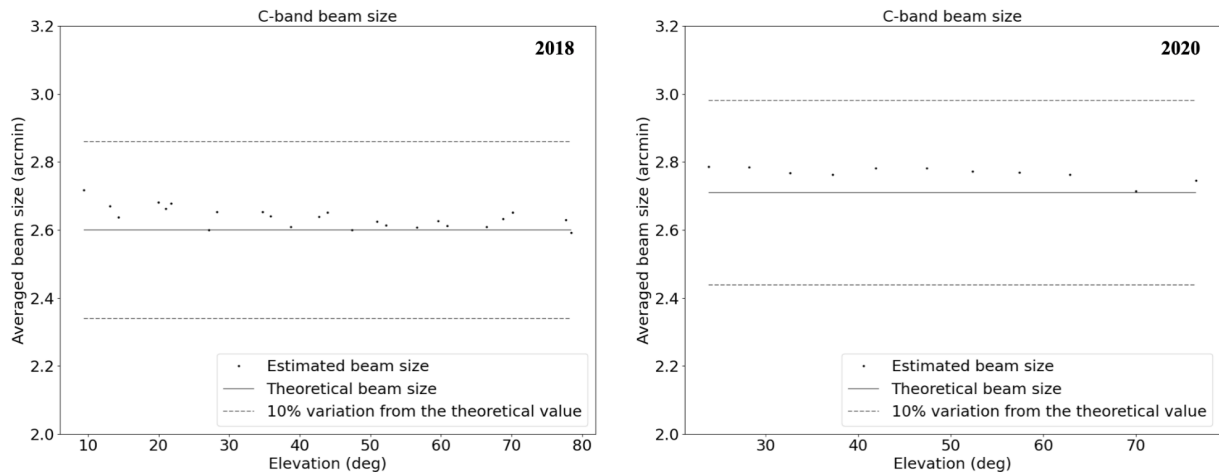 C-band beam size
2018
Averaged beam size (arcmin)
3.2
3.0
2.8
2.6
2.4
2.2
2.0
Estimated beam size
Theoretical beam size
10% variation from the theoretical value
10 20 30 40 50 60 70 80
Elevation (deg)
C-band beam size
2020
Averaged beam size (arcmin)
3.2
3.0
2.8
2.6
2.4
2.2
2.0
Estimated beam size
Theoretical beam size
10% variation from the theoretical value
30 40 50 60 70
Elevation (deg)